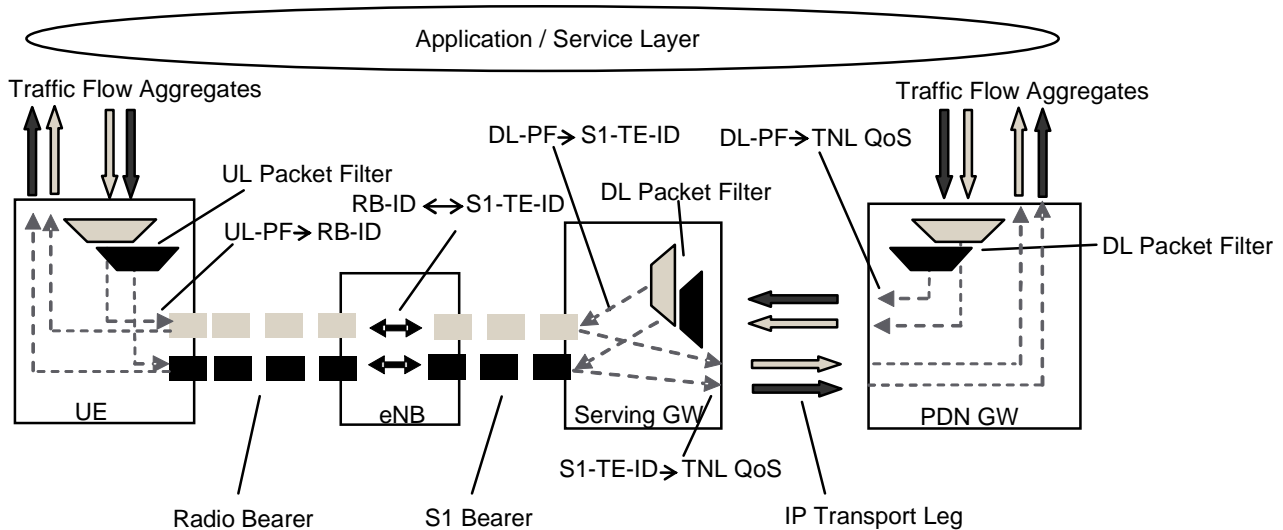 Application / Service Layer
Traffic Flow Aggregates
Traffic Flow Aggregates
DL-PF→S1-TE-ID
DL-PF→TNL QoS
UL Packet Filter
DL Packet Filter
RB-ID ↔ S1-TE-ID
UL-PF→RB-ID
DL Packet Filter
UE
eNB
Serving GW
PDN GW
S1-TE-ID→TNL QoS
Radio Bearer
S1 Bearer
IP Transport Leg